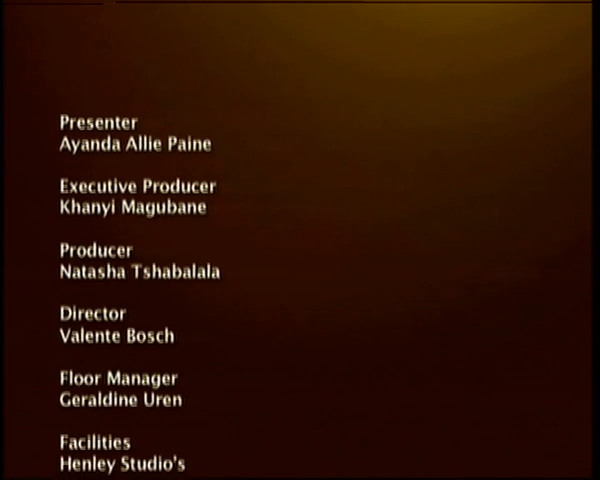 Presenter
Ayanda Allie Paine
Executive Producer
Khanyi Magubane
Producer
Natasha Tshabalala
Director
Valente Bosch
Floor Manager
Geraldine Uren
Facilities
Henley Studio's